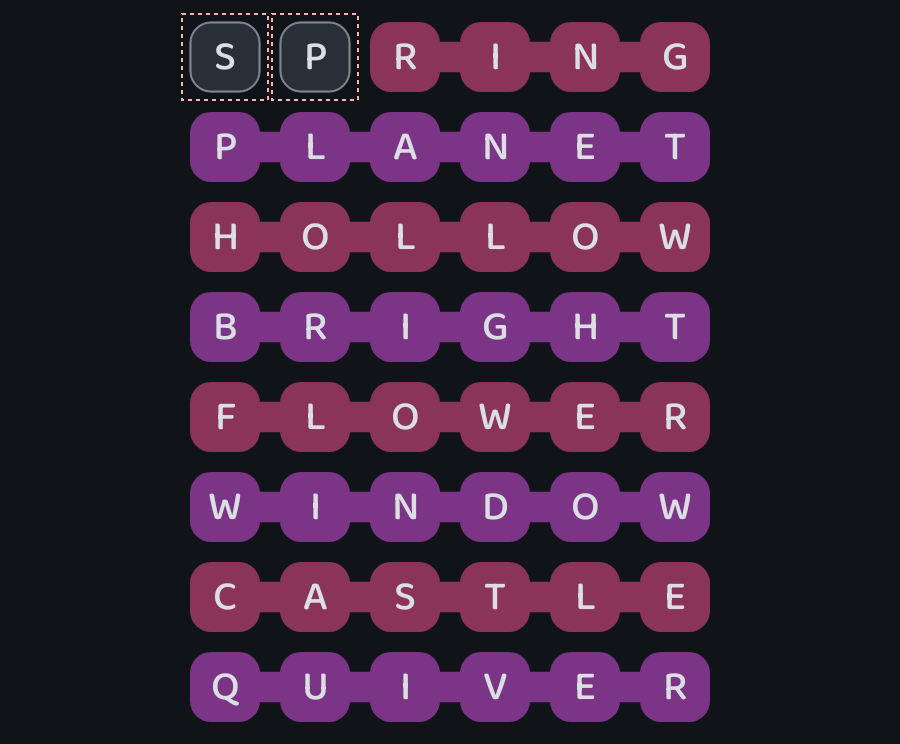 SPRING
PLANET
HOLLOW
BRIGHT
FLOWER
WINDOW
CASTLE
QUIVER